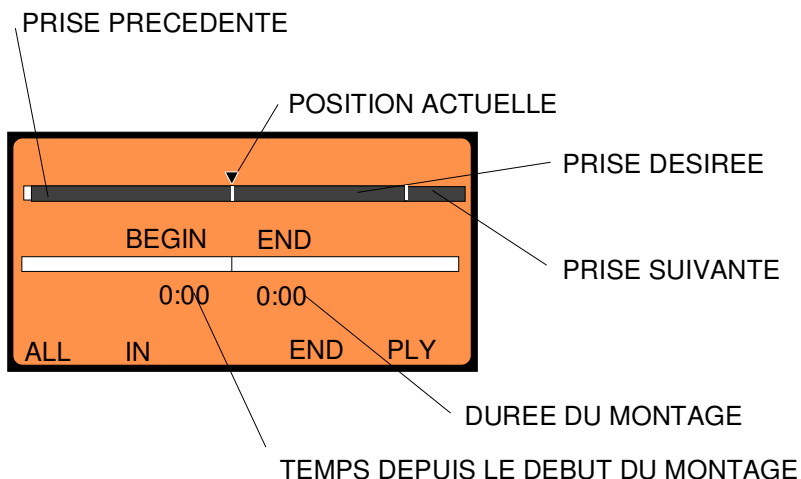 PRISE PRECEDENTE
POSITION ACTUELLE
PRISE DESIREE
BEGIN END
PRISE SUIVANTE
0:00 0:00
ALL IN END PLY
DUREE DU MONTAGE
TEMPS DEPUIS LE DEBUT DU MONTAGE